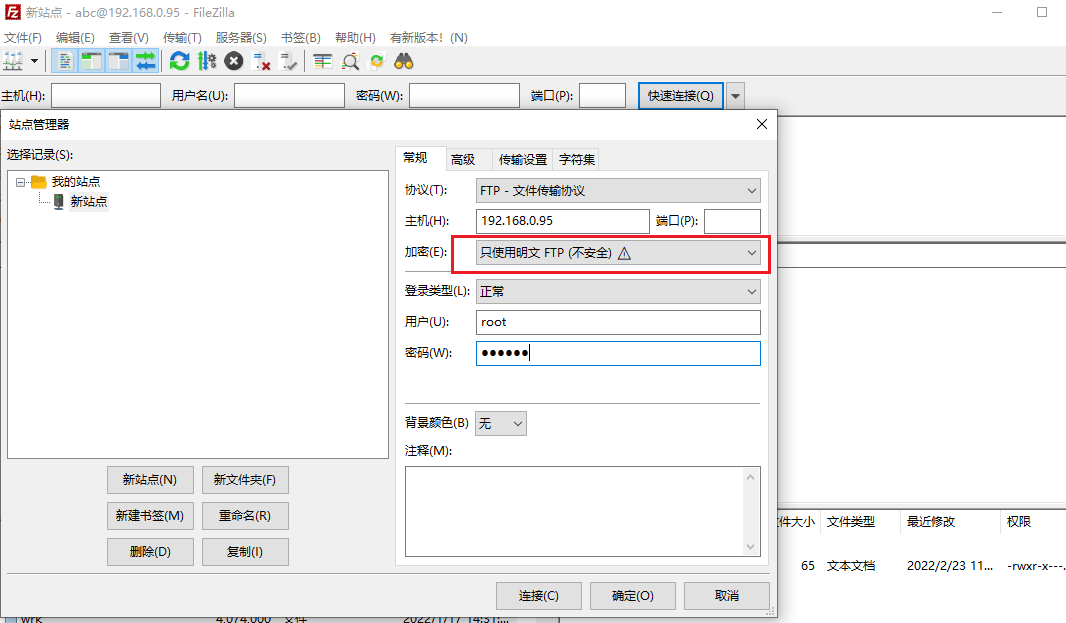 新站点 - abc@192.168.0.95 - FileZilla
文件(F) 编辑(E) 查看(V) 传输(T) 服务器(S) 书签(B) 帮助(H) 有新版本! (N)
主机(H): 用户名(U): 密码(W): 端口(P): 快速连接(Q)
站点管理器
选择记录(S):
我的站点
新站点
新站点(N) 新文件夹(F)
新建书签(M) 重命名(R)
删除(D) 复制(I)
常规 高级 传输设置 字符集
协议(T): FTP - 文件传输协议
主机(H): 192.168.0.95 端口(P):
加密(E): 只使用明文 FTP (不安全) ⚠
登录类型(L): 正常
用户(U): root
密码(W): ●●●●●●
背景颜色(B) 无
注释(M):
连接(C) 确定(O) 取消
件大小 文件类型 最近修改 权限
65 文本文档 2022/2/23 11... -rwxr-x---.
wrk 4,074,000 文件 2022/1/17 14:31:...